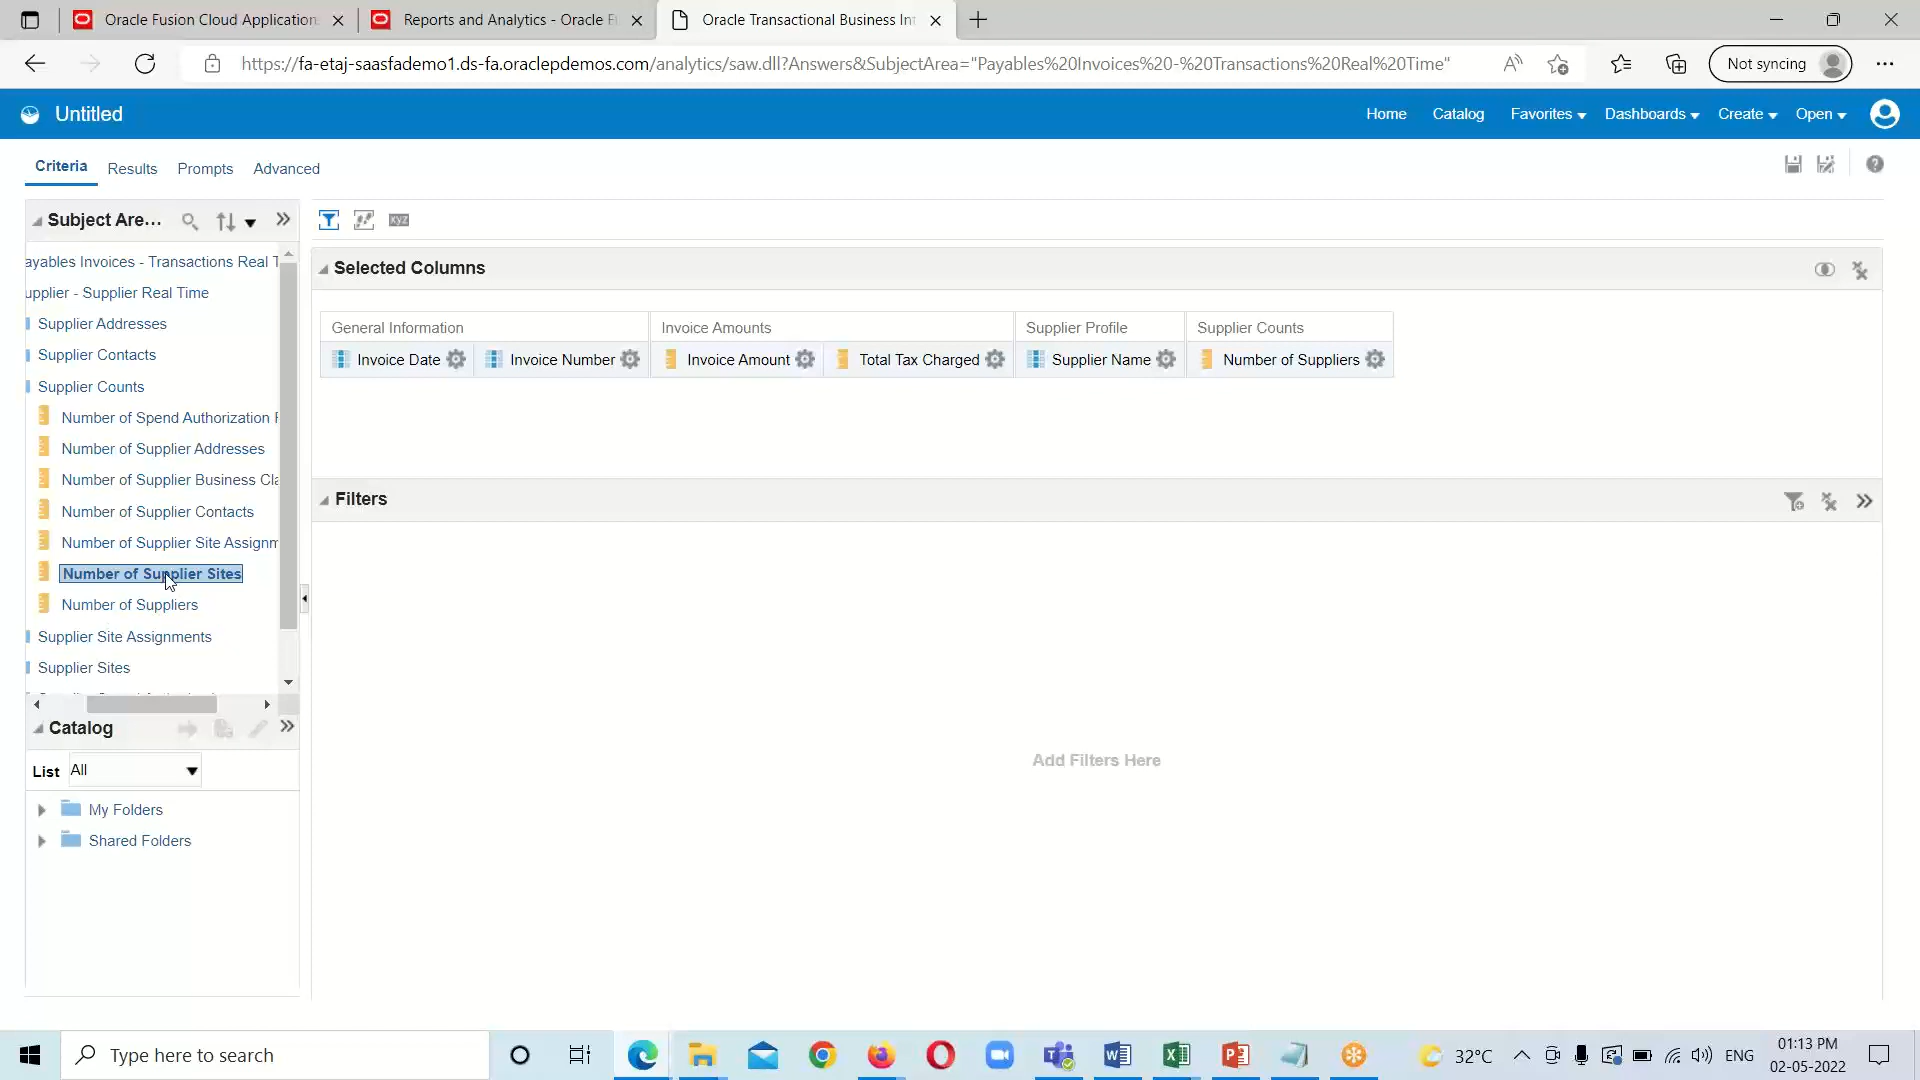 Oracle Fusion Cloud Application
Reports and Analytics - Oracle F
Oracle Transactional Business Int
https://fa-etaj-saasfademo1.ds-fa.oraclepdemos.com/analytics/saw.dll?Answers&SubjectArea="Payables%20Invoices%20-%20Transactions%20Real%20Time"
Not syncing
Untitled
Home
Catalog
Favorites
Dashboards
Create
Open
Criteria
Results
Prompts
Advanced
Subject Are...
xyz
ayables Invoices - Transactions Real T
upplier - Supplier Real Time
Supplier Addresses
Supplier Contacts
Supplier Counts
Number of Spend Authorization
Number of Supplier Addresses
Number of Supplier Business Cla
Number of Supplier Contacts
Number of Supplier Site Assignm
Number of Supplier Sites
Number of Suppliers
Supplier Site Assignments
Supplier Sites
Selected Columns
General Information
Invoice Amounts
Supplier Profile
Supplier Counts
Invoice Date
Invoice Number
Invoice Amount
Total Tax Charged
Supplier Name
Number of Suppliers
Filters
Add Filters Here
Catalog
List All
My Folders
Shared Folders
Type here to search
32°C
ENG
01:13 PM
02-05-2022